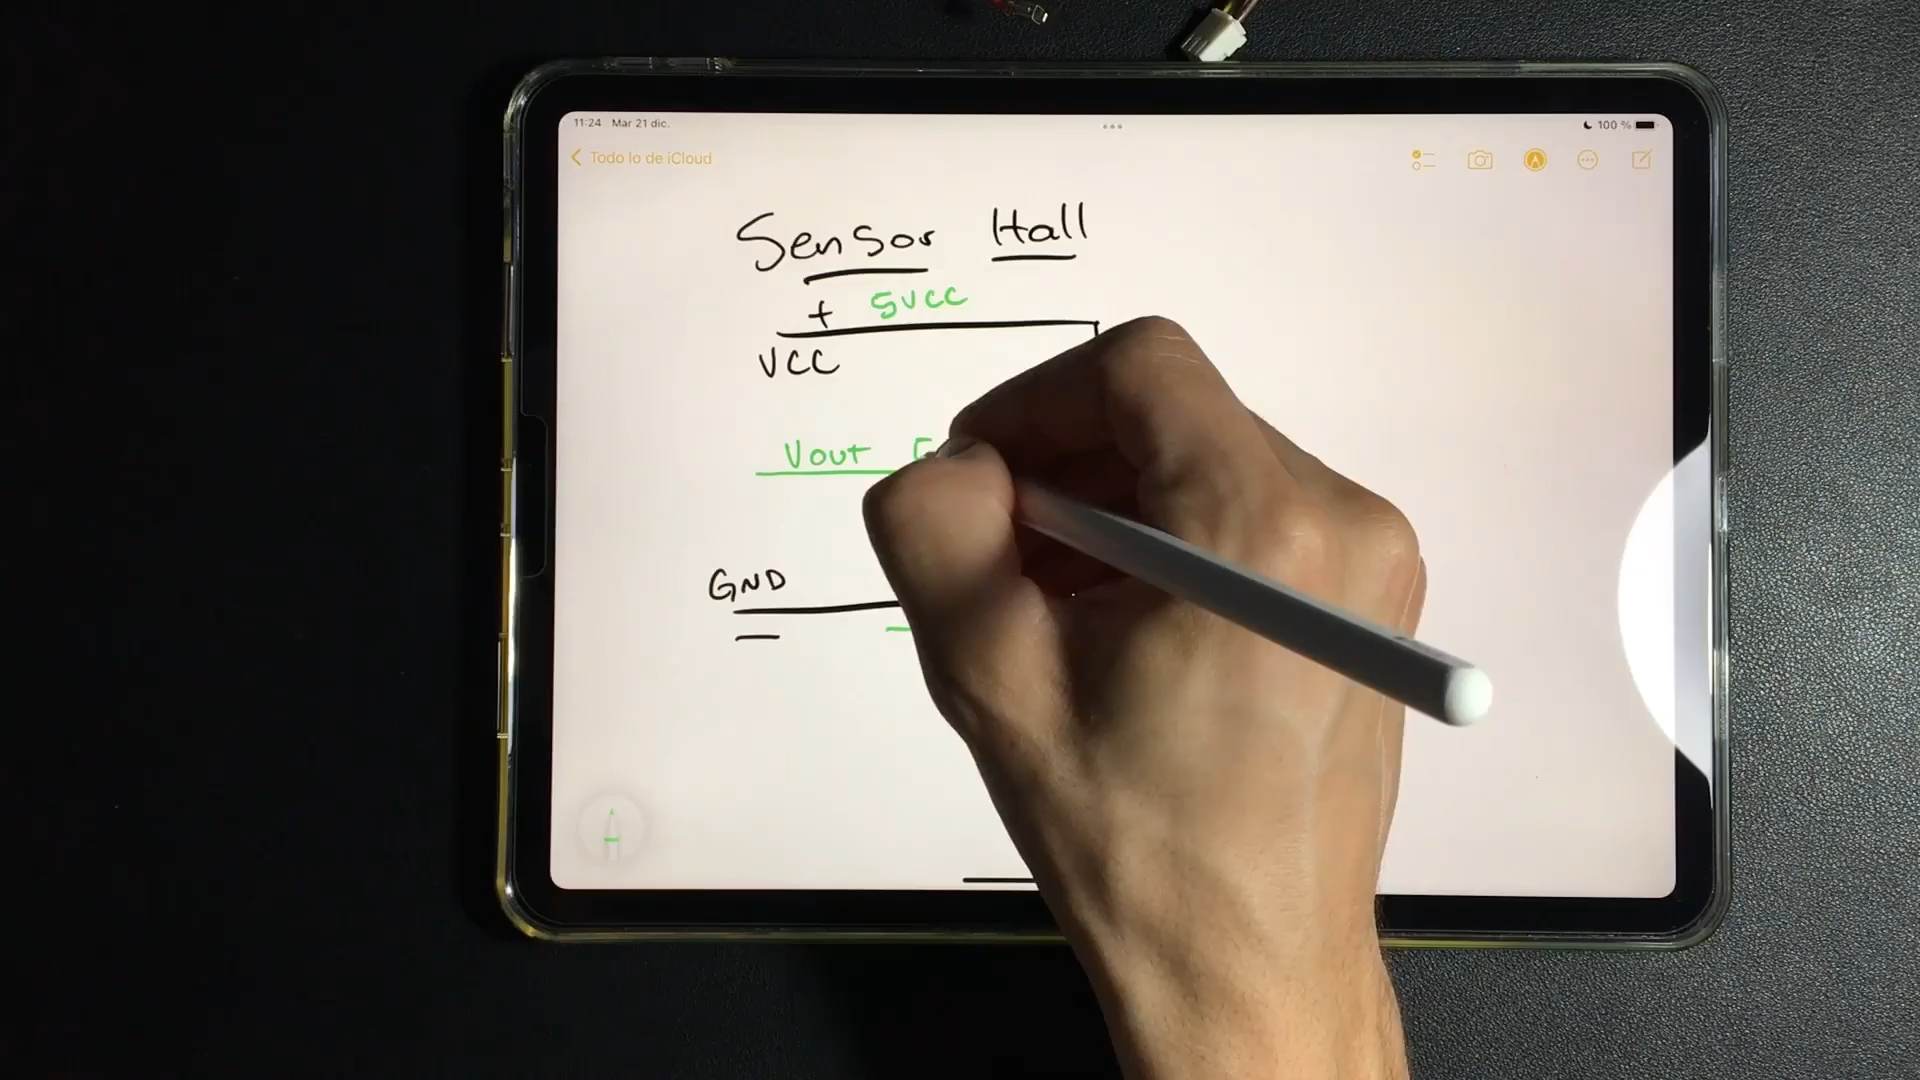 11:24 Mar 21 dic. 100 %
Todo lo de iCloud
Sensor Hall
+ 5VCC
VCC
Vout
GND